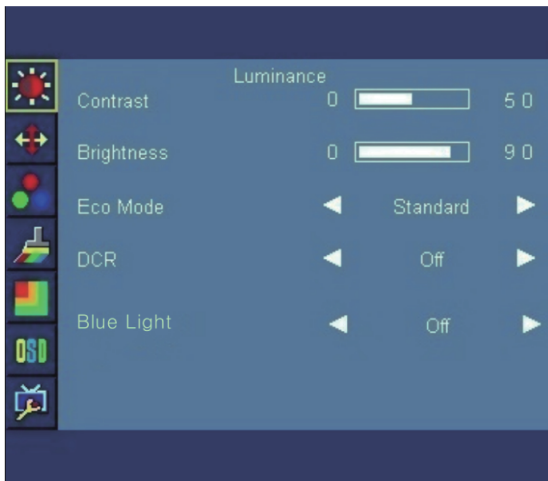 Luminance
Contrast 0 50
Brightness 0 90
Eco Mode Standard
DCR Off
Blue Light Off
OSD